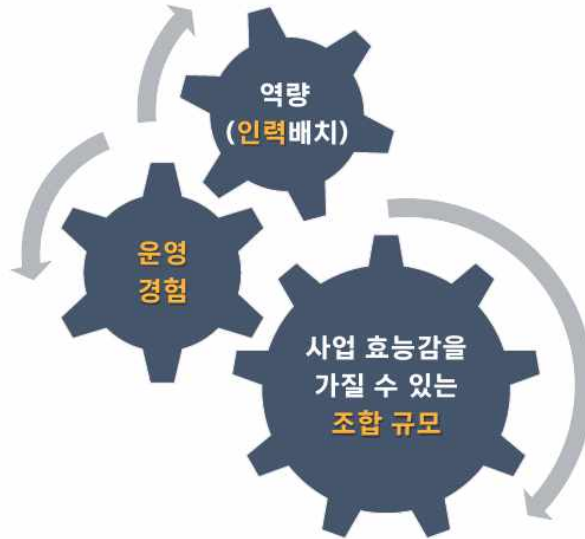 역량
(인력배치)
운영
경험
사업 효능감을
가질 수 있는
조합 규모